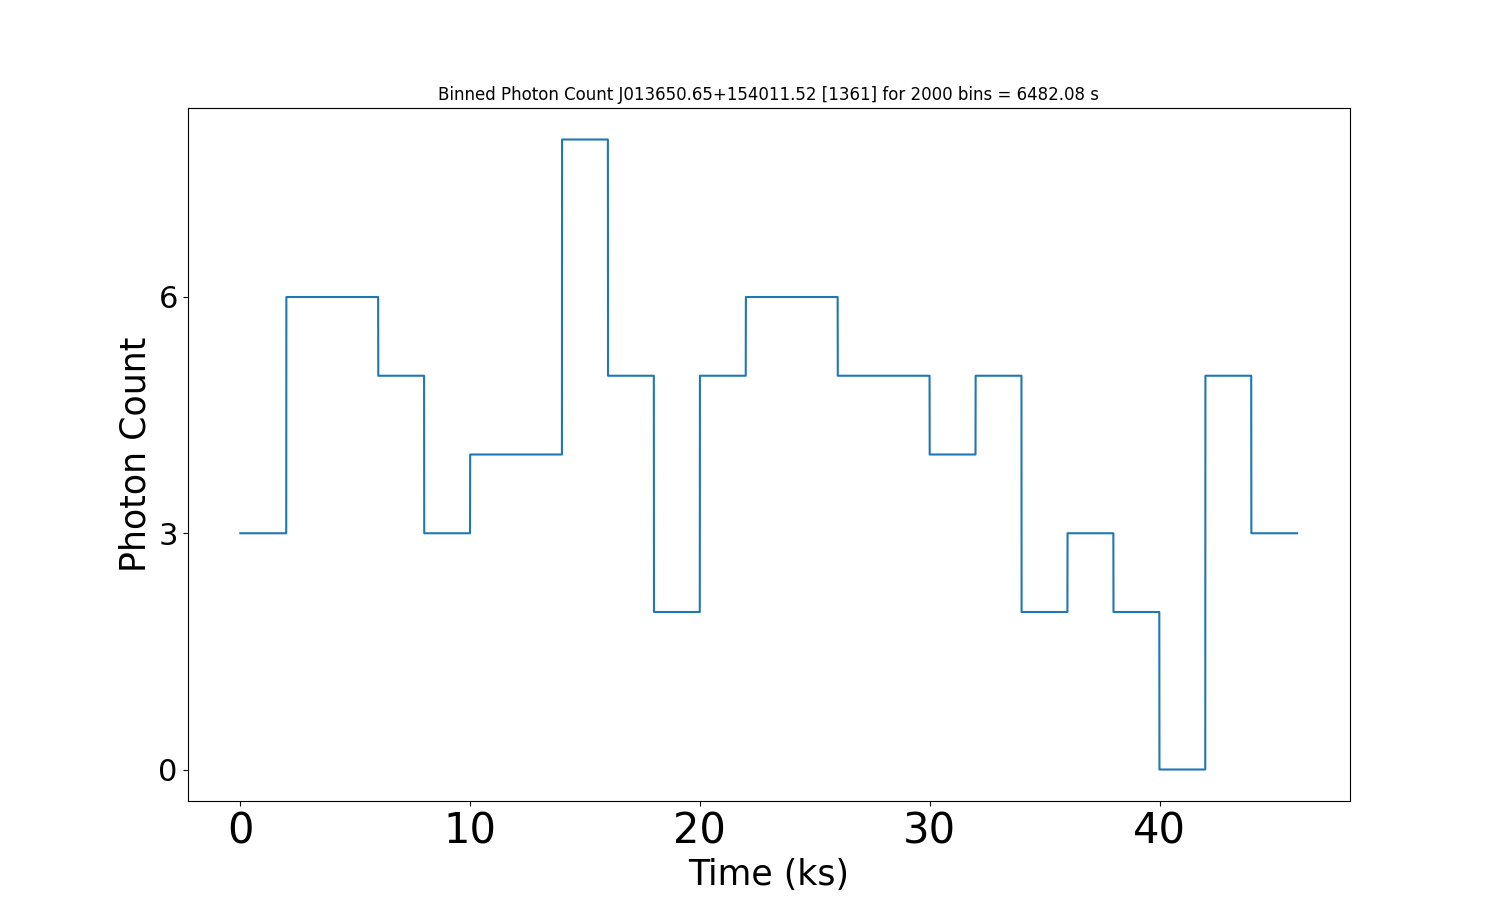 Binned Photon Count J013650.65+154011.52 [1361] for 2000 bins = 6482.08 s
Photon Count
6
3
0
0 10 20 30 40
Time (ks)